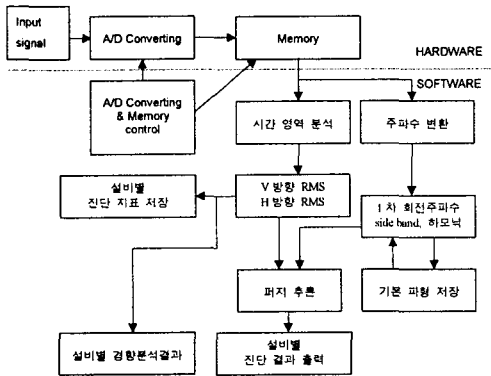 Input
signal
A/D Converting
Memory
HARDWARE
SOFTWARE
A/D Converting
& Memory
control
시간 영역 분석
주파수 변환
설비별
진단 지표 저장
V 방향 RMS
H 방향 RMS
1 차 회전주파수
side band, 하모닉
퍼지 추론
기본 파형 저장
설비별 경향분석결과
설비별
진단 결과 출력